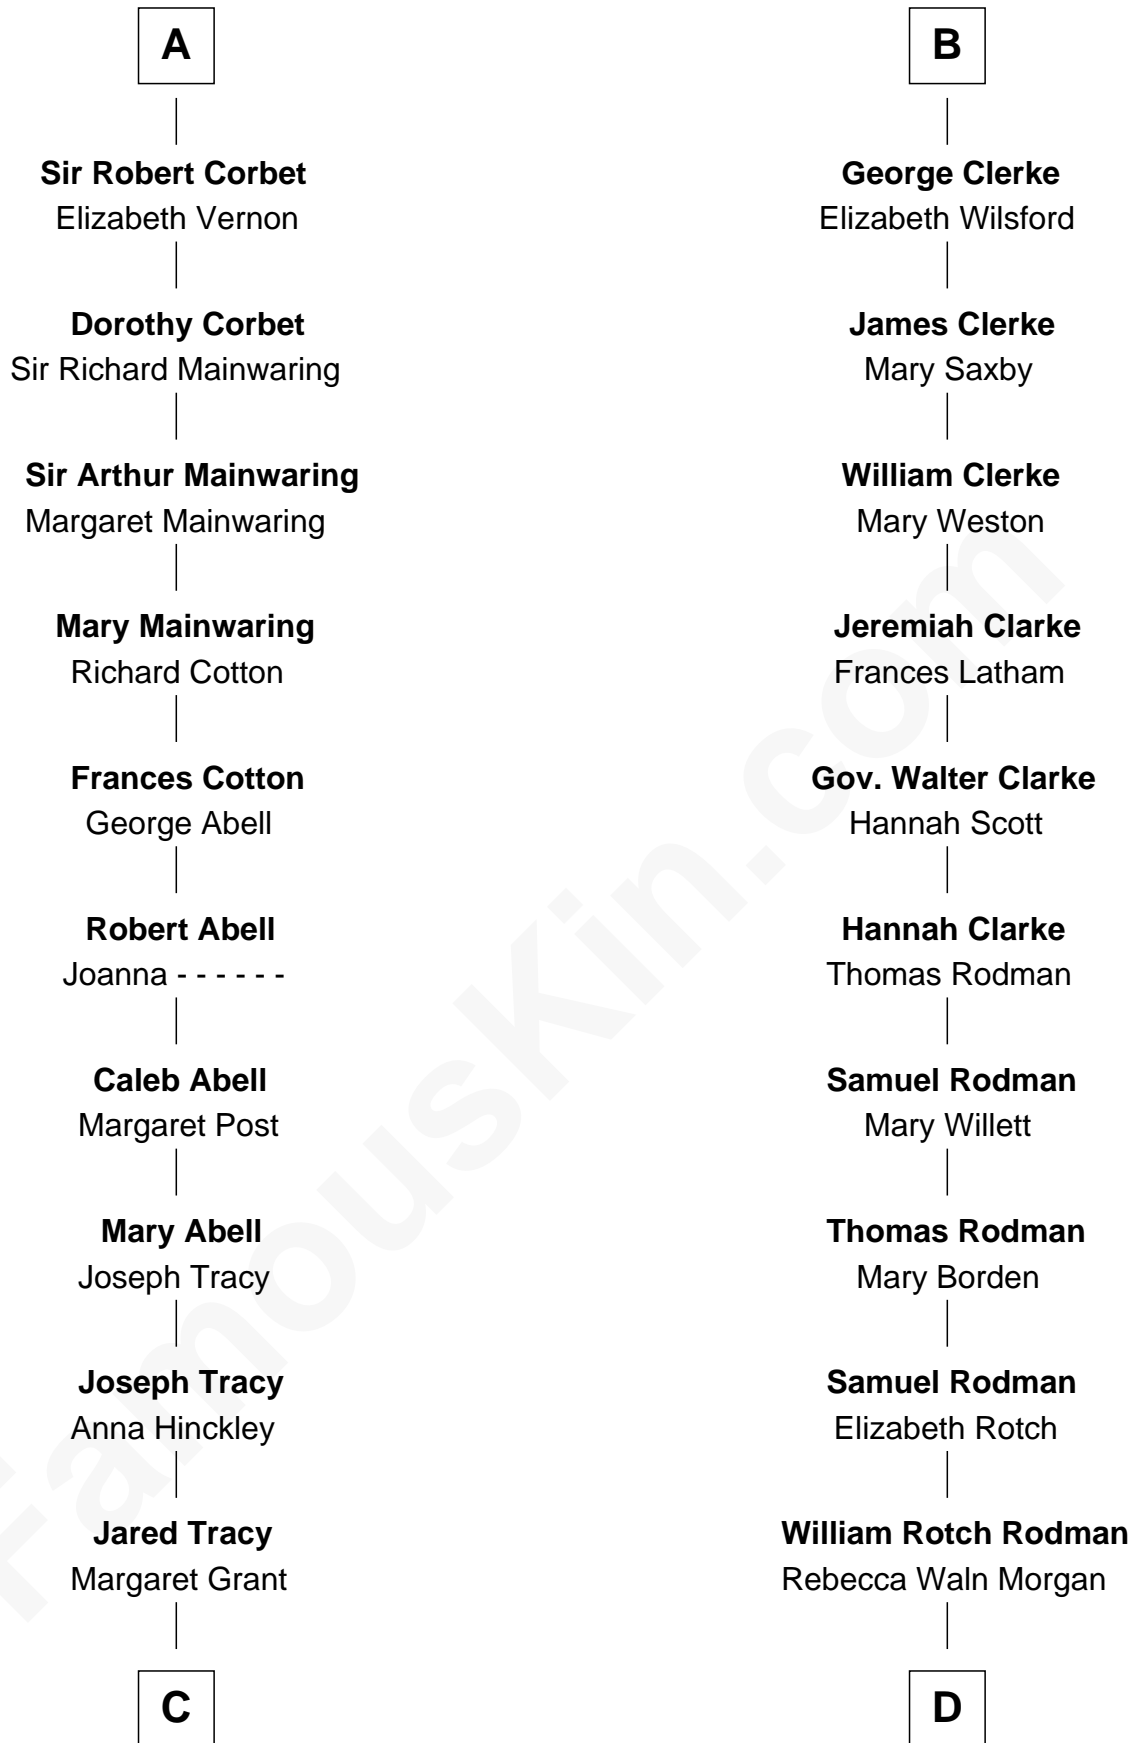 A
Sir Robert Corbet
Elizabeth Vernon
Dorothy Corbet
Sir Richard Mainwaring
Sir Arthur Mainwaring
Margaret Mainwaring
Mary Mainwaring
Richard Cotton
Frances Cotton
George Abell
Robert Abell
Joanna - - - - - -
Caleb Abell
Margaret Post
Mary Abell
Joseph Tracy
Joseph Tracy
Anna Hinckley
Jared Tracy
Margaret Grant
C
B
George Clerke
Elizabeth Wilsford
James Clerke
Mary Saxby
William Clerke
Mary Weston
Jeremiah Clarke
Frances Latham
Gov. Walter Clarke
Hannah Scott
Hannah Clarke
Thomas Rodman
Samuel Rodman
Mary Willett
Thomas Rodman
Mary Borden
Samuel Rodman
Elizabeth Rotch
William Rotch Rodman
Rebecca Waln Morgan
D
FamousKin.com